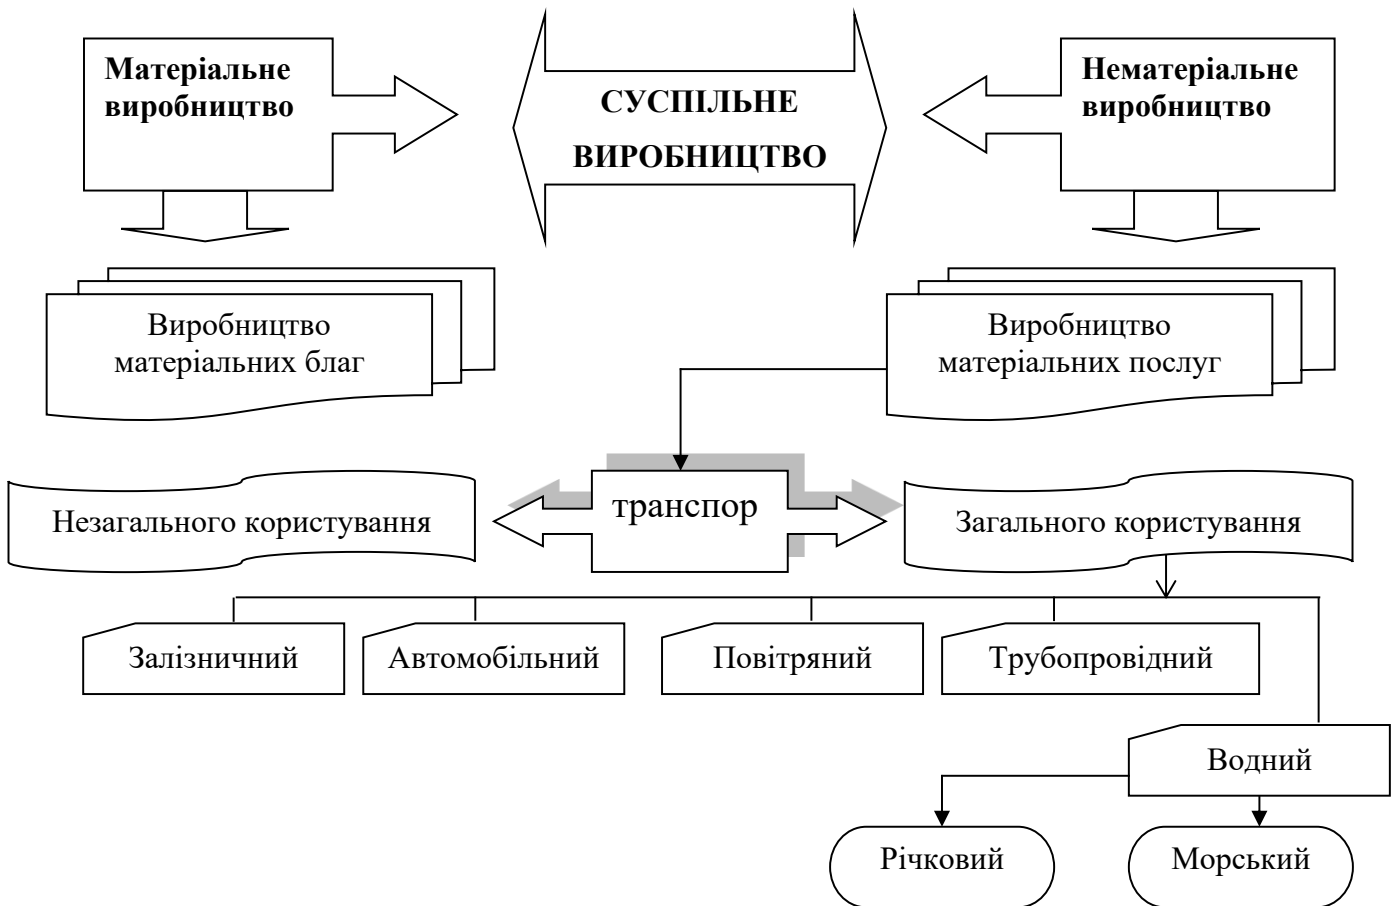 Матеріальне
виробництво
СУСПІЛЬНЕ
ВИРОБНИЦТВО
Нематеріальне
виробництво
Виробництво
матеріальних благ
Виробництво
матеріальних послуг
Незагального користування
транспор
Загального користування
Залізничний
Автомобільний
Повітряний
Трубопровідний
Водний
Річковий
Морський